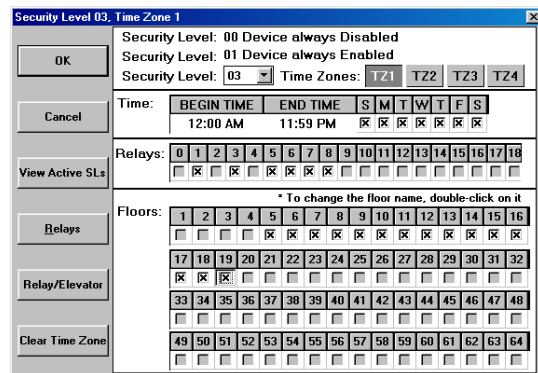 Security Level 03, Time Zone 1
Security Level: 00 Device always Disabled
Security Level: 01 Device always Enabled
OK
Security Level: 03 Time Zones: TZ1 TZ2 TZ3 TZ4
Time: BEGIN TIME END TIME S M T W T F S
Cancel
12:00 AM 11:59 PM
Relays: 0 1 2 3 4 5 6 7 8 9 10 11 12 13 14 15 16 17 18
View Active SLs
* To change the floor name, double-click on it
Floors: 1 2 3 4 5 6 7 8 9 10 11 12 13 14 15 16
Relays
17 18 19 20 21 22 23 24 25 26 27 28 29 30 31 32
Relay/Elevator
33 34 35 36 37 38 39 40 41 42 43 44 45 46 47 48
Clear Time Zone
49 50 51 52 53 54 55 56 57 58 59 60 61 62 63 64